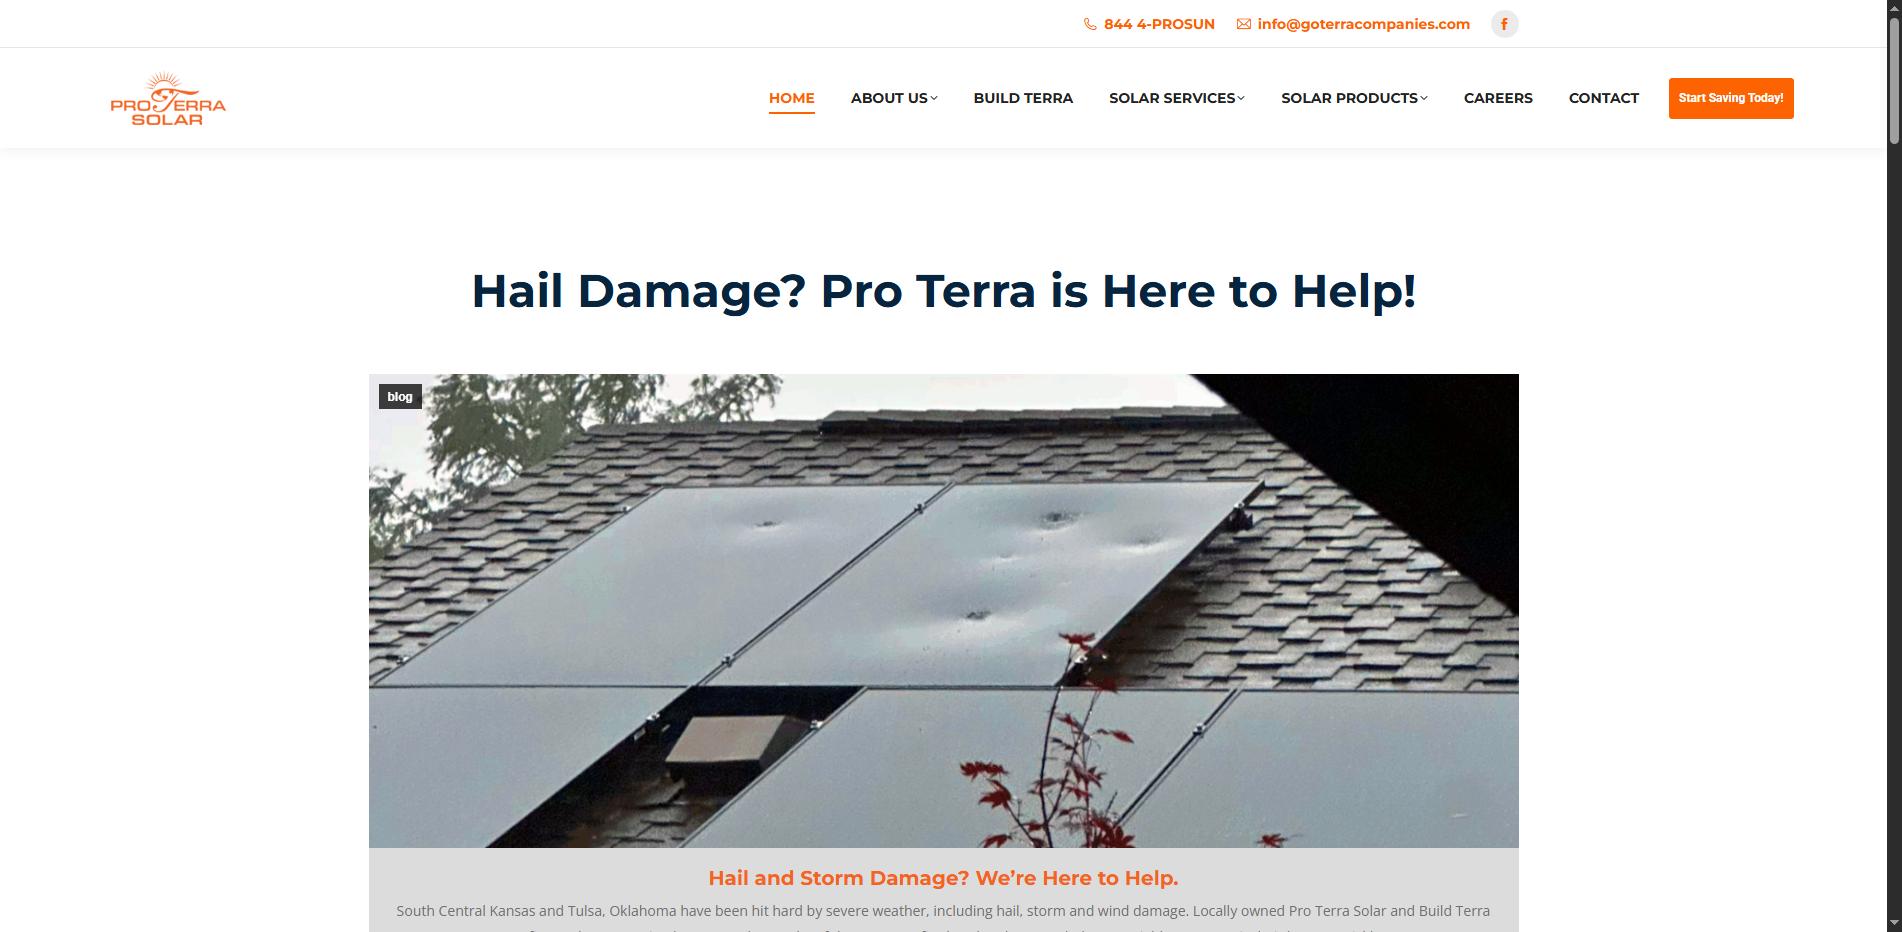 844 4-PROSUN
info@goterracompanies.com
PRO TERRA
SOLAR
HOME
ABOUT US
BUILD TERRA
SOLAR SERVICES
SOLAR PRODUCTS
CAREERS
CONTACT
Start Saving Today!
Hail Damage? Pro Terra is Here to Help!
blog
Hail and Storm Damage? We’re Here to Help.
South Central Kansas and Tulsa, Oklahoma have been hit hard by severe weather, including hail, storm and wind damage. Locally owned Pro Terra Solar and Build Terra